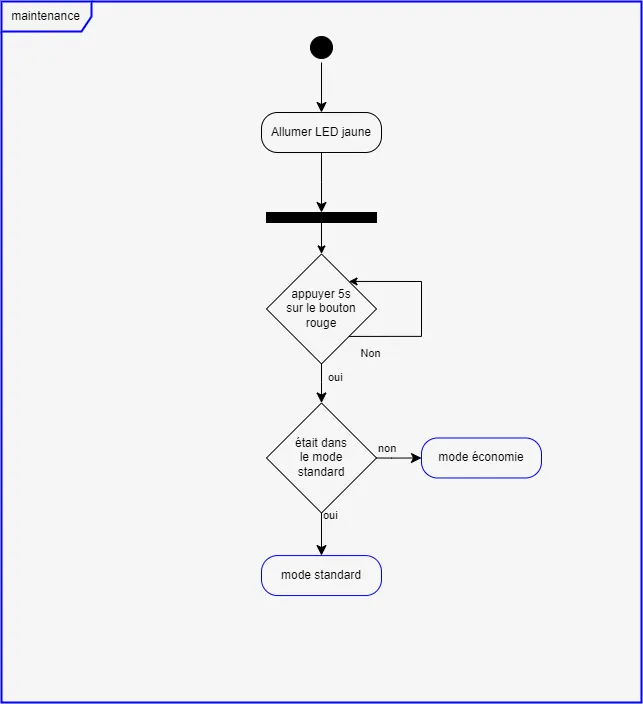 maintenance
Allumer LED jaune
appuyer 5s
sur le bouton
rouge
Non
oui
était dans
le mode
standard
non
mode économie
oui
mode standard